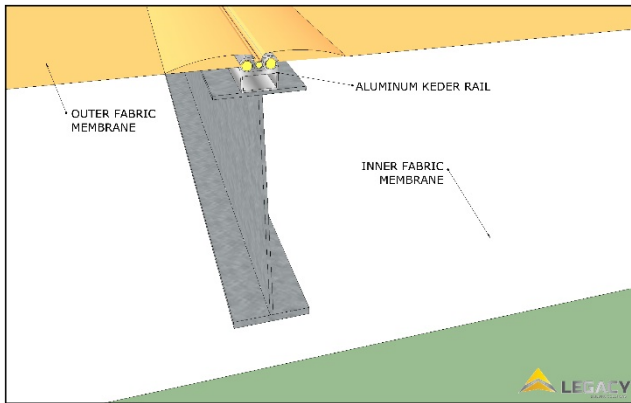 ALUMINUM KEDER RAIL
OUTER FABRIC
MEMBRANE
INNER FABRIC
MEMBRANE
LEGACY